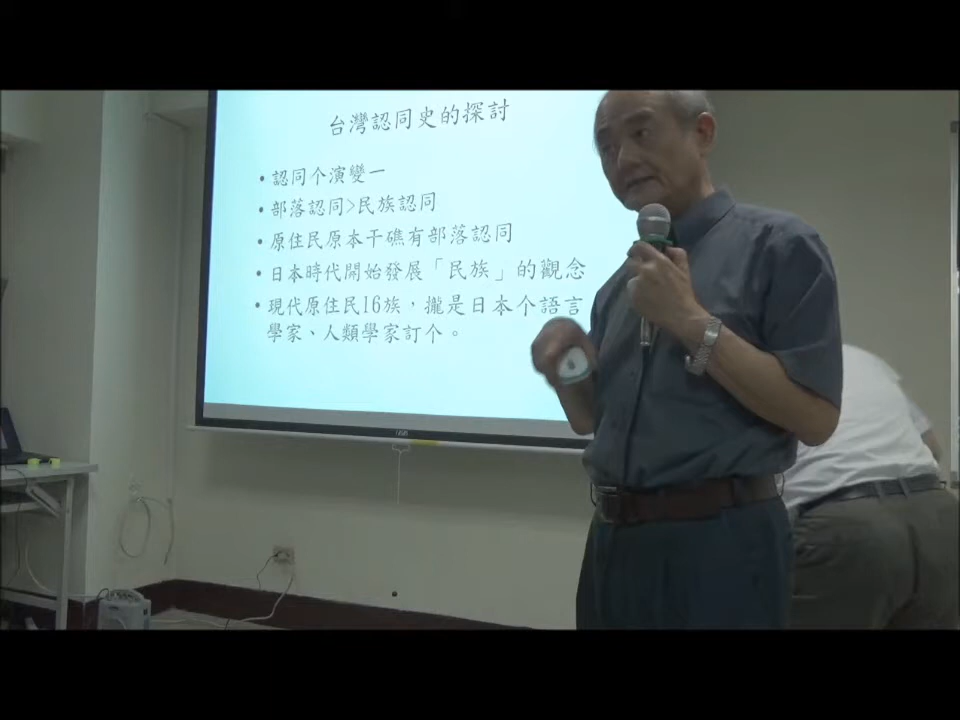 台灣認同史的探討
•認同个演變一
•部落認同>民族認同
•原住民原本干礁有部落認同
•日本時代開始發展「民族」的觀念
•現代原住民16族，攏是日本个語言
學家、人類學家訂个。